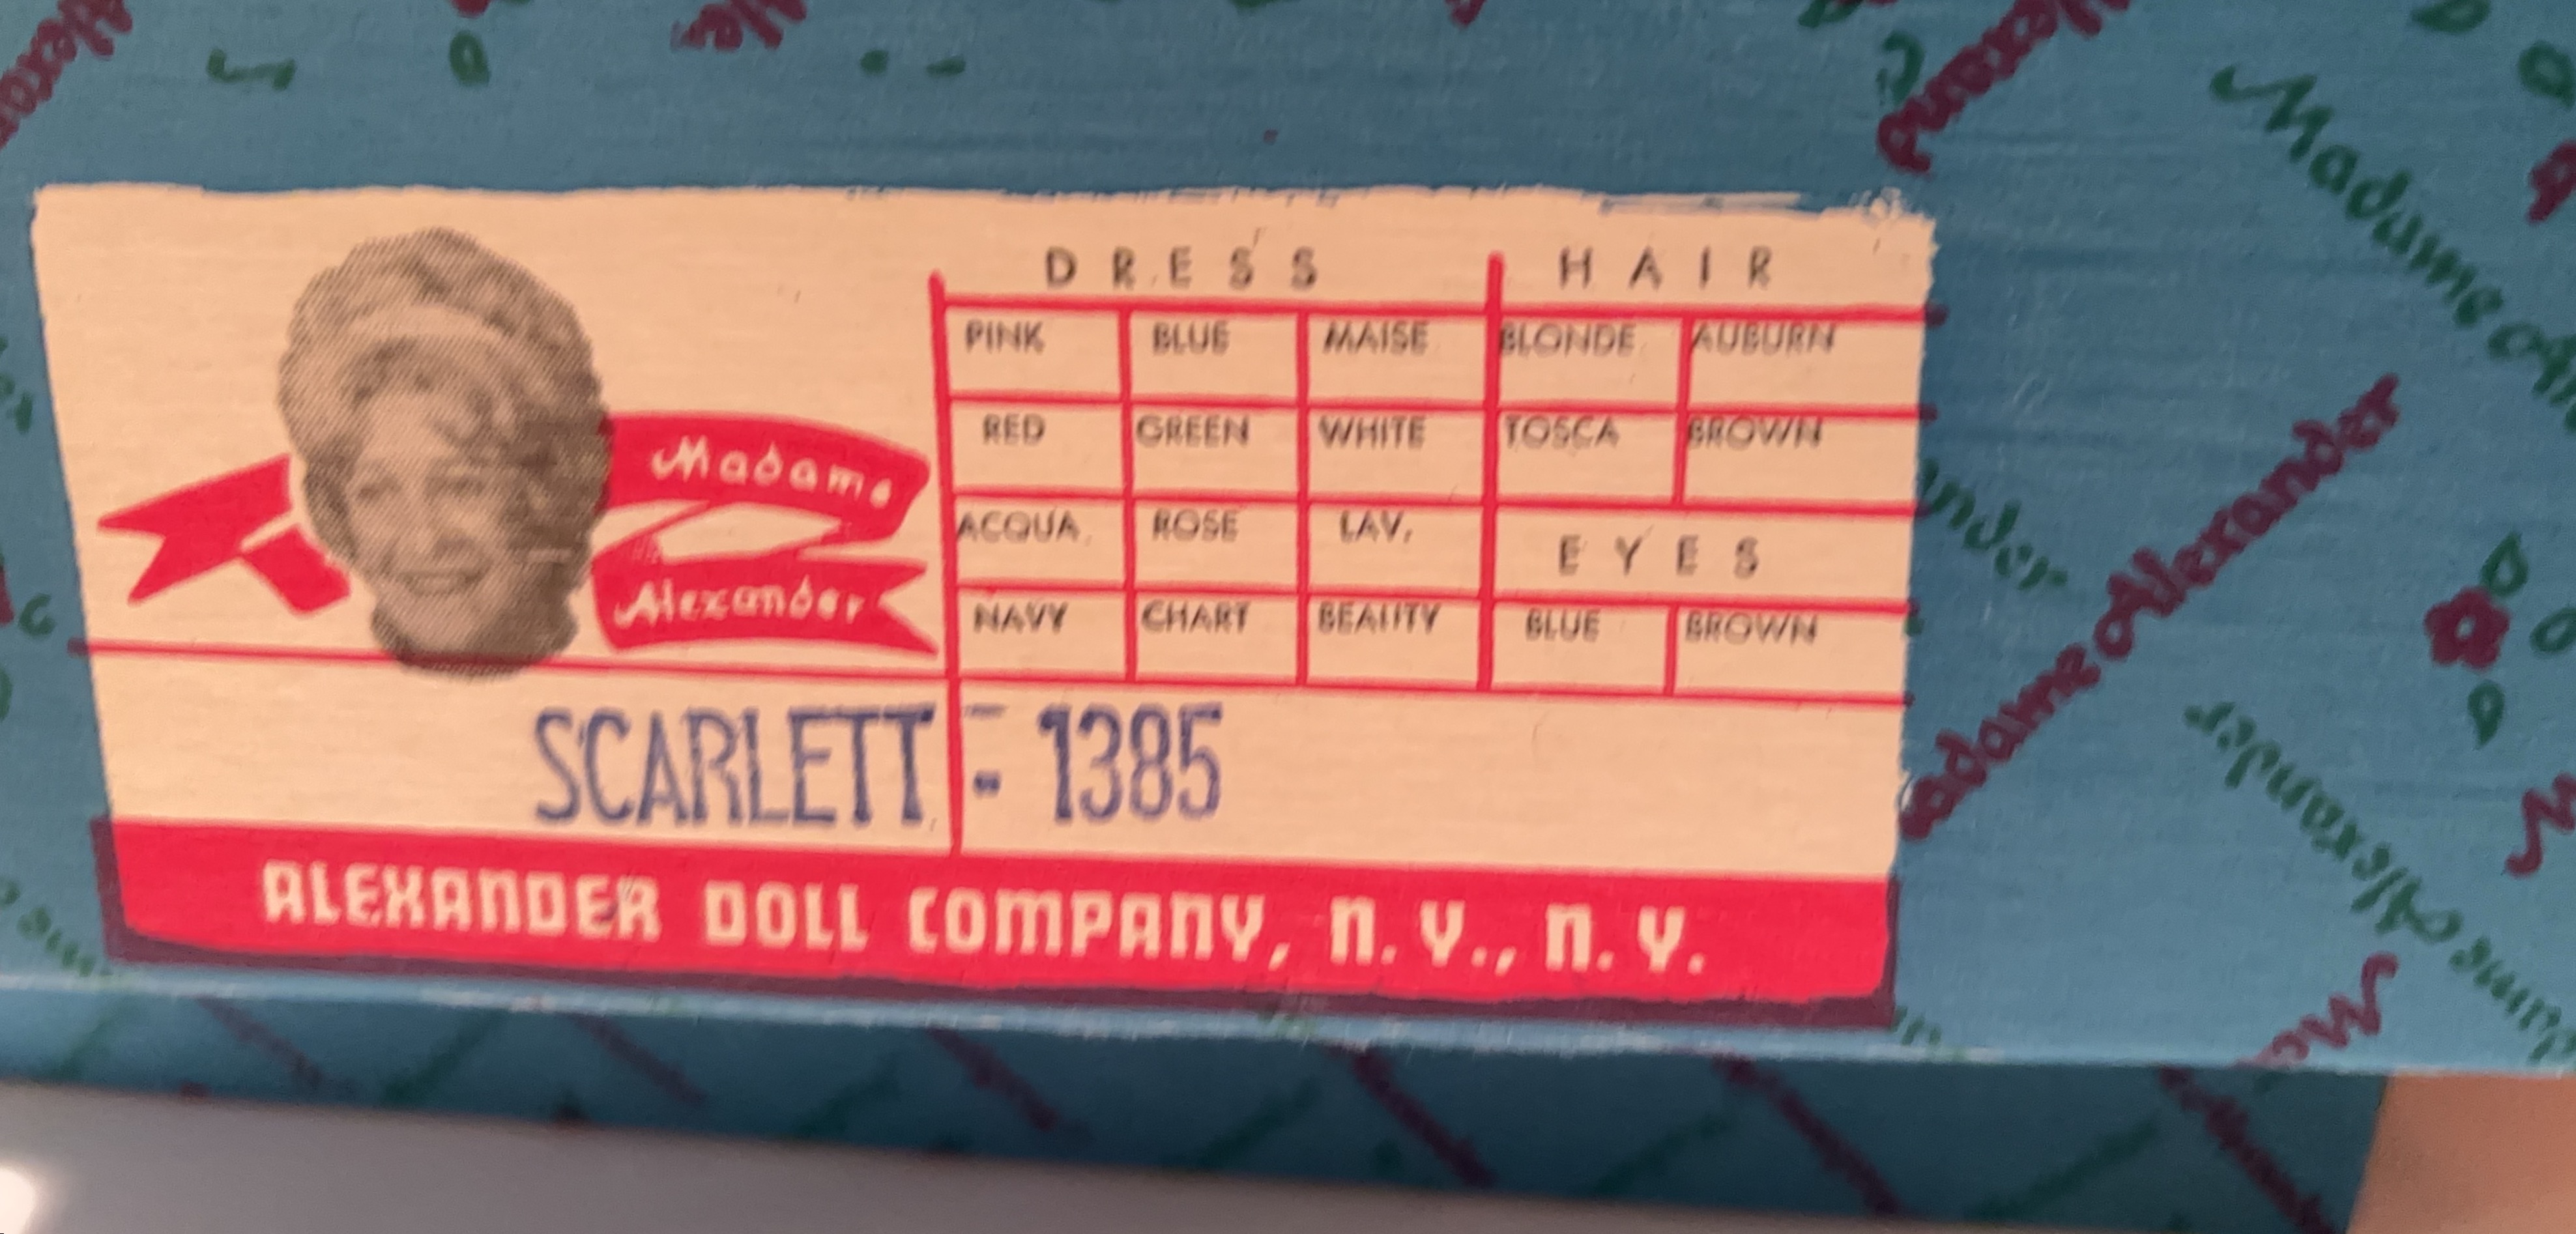 Madame
Alexander
DRESS HAIR
PINK BLUE MAISE BLONDE AUBURN
RED GREEN WHITE TOSCA BROWN
ACQUA ROSE LAV. EYES
NAVY CHART BEAUTY BLUE BROWN
SCARLETT - 1385
ALEXANDER DOLL COMPANY, N. Y., N. Y.
Madame
Madame Alexander
Alexander